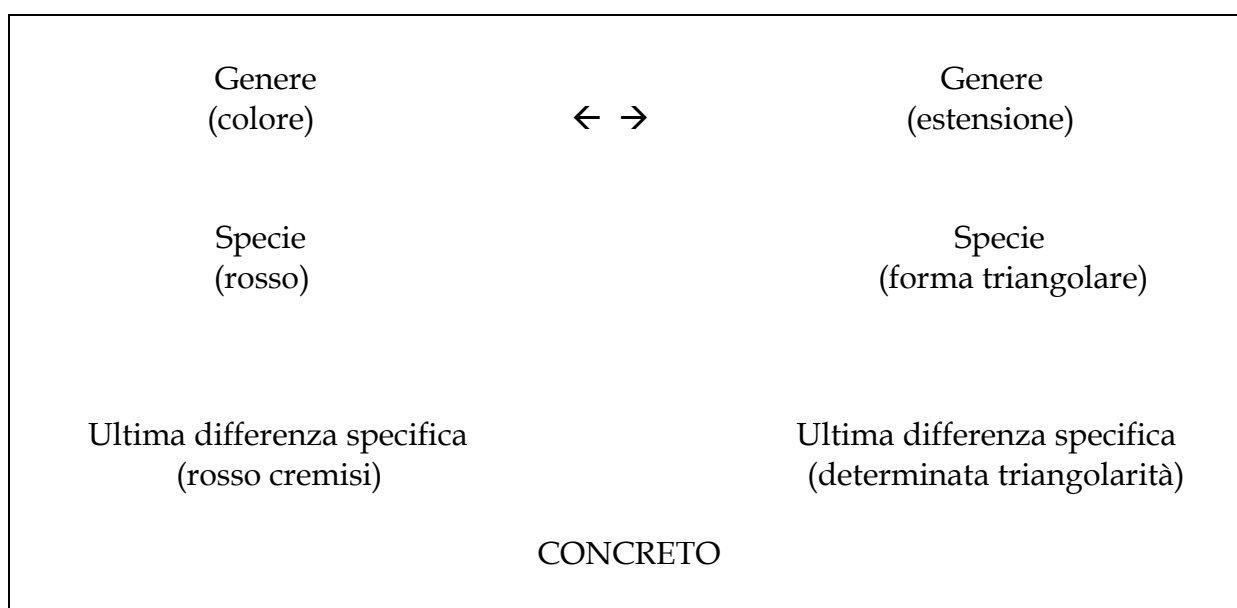 Genere Genere
(colore) ← → (estensione)
Specie Specie
(rosso) (forma triangolare)
Ultima differenza specifica Ultima differenza specifica
(rosso cremisi) (determinata triangolarità)
CONCRETO